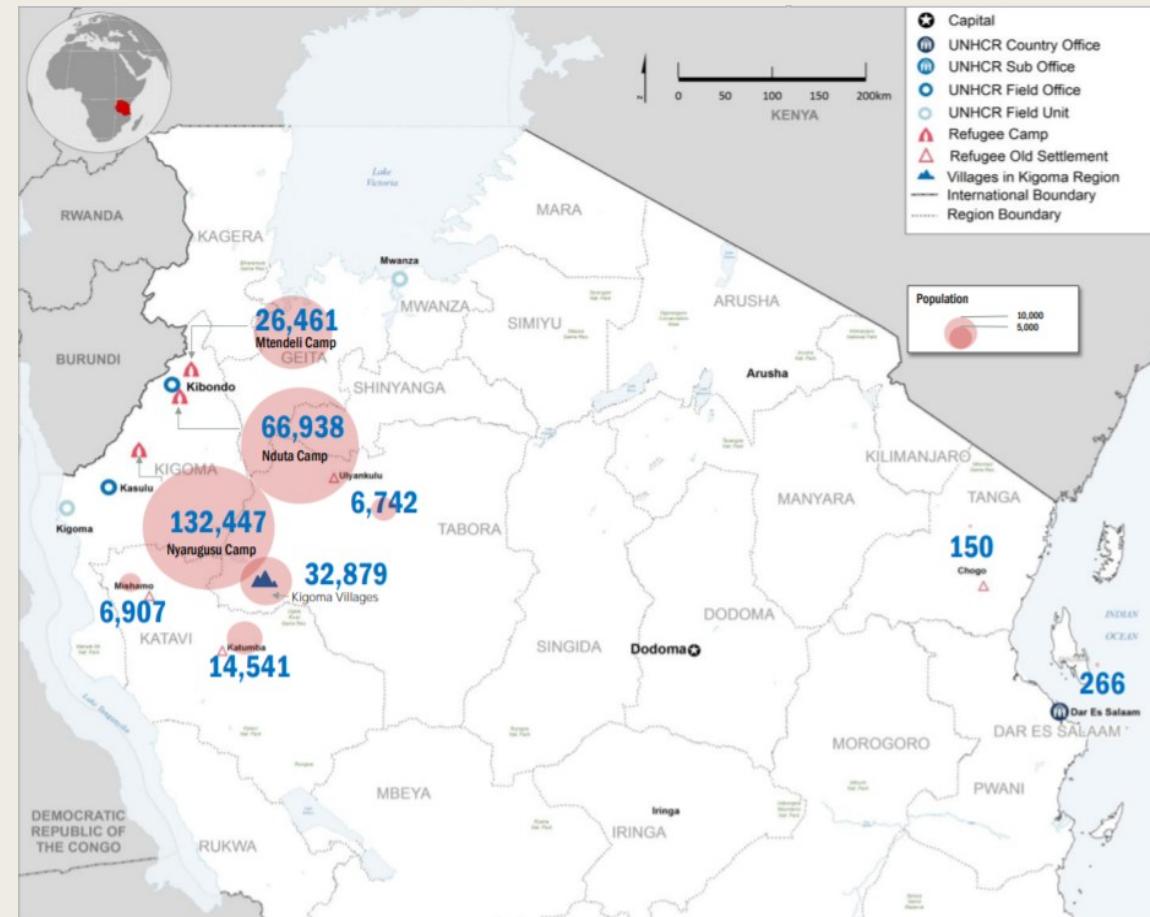 Capital
UNHCR Country Office
UNHCR Sub Office
UNHCR Field Office
UNHCR Field Unit
Refugee Camp
Refugee Old Settlement
Villages in Kigoma Region
International Boundary
Region Boundary
0 50 100 150 200km
KENYA
Lake
Victoria
RWANDA
KAGERA
MARA
Mwanza
MWANZA
ARUSHA
SIMIYU
Population
10,000
5,000
26,461
Mtendeli Camp
GEITA
BURUNDI
Kibondo
SHINYANGA
Arusha
66,938
Nduta Camp
KIGOMA
Ulyankulu
KILIMANJARO
Kasulu
6,742
MANYARA
TANGA
Kigoma
132,447
Nyarugusu Camp
TABORA
150
Chogo
32,879
Kigoma Villages
Mishamo
6,907
KATAVI
DODOMA
INDIAN
OCEAN
Katumba
14,541
SINGIDA
Dodoma
266
Dar Es Salaam
DAR ES SALAAM
Lake Tanganyika
MOROGORO
MBEYA
PWANI
DEMOCRATIC
REPUBLIC OF
THE CONGO
Iringa
IRINGA
RUKWA